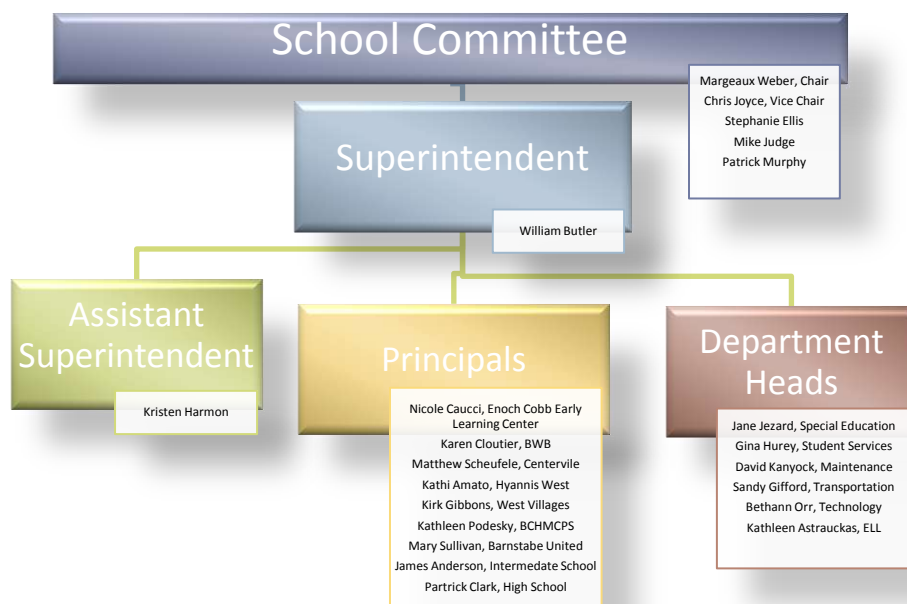 School Committee
Margeaux Weber, Chair
Chris Joyce, Vice Chair
Stephanie Ellis
Mike Judge
Patrick Murphy
Superintendent
William Butler
Assistant
Superintendent
Kristen Harmon
Principals
Nicole Caucci, Enoch Cobb Early
Learning Center
Karen Cloutier, BWB
Matthew Scheufele, Centervile
Kathi Amato, Hyannis West
Kirk Gibbons, West Villages
Kathleen Podesky, BCHMCPS
Mary Sullivan, Barnstabe United
James Anderson, Intermedate School
Partrick Clark, High School
Department
Heads
Jane Jezard, Special Education
Gina Hurey, Student Services
David Kanyock, Maintenance
Sandy Gifford, Transportation
Bethann Orr, Technology
Kathleen Astrauckas, ELL